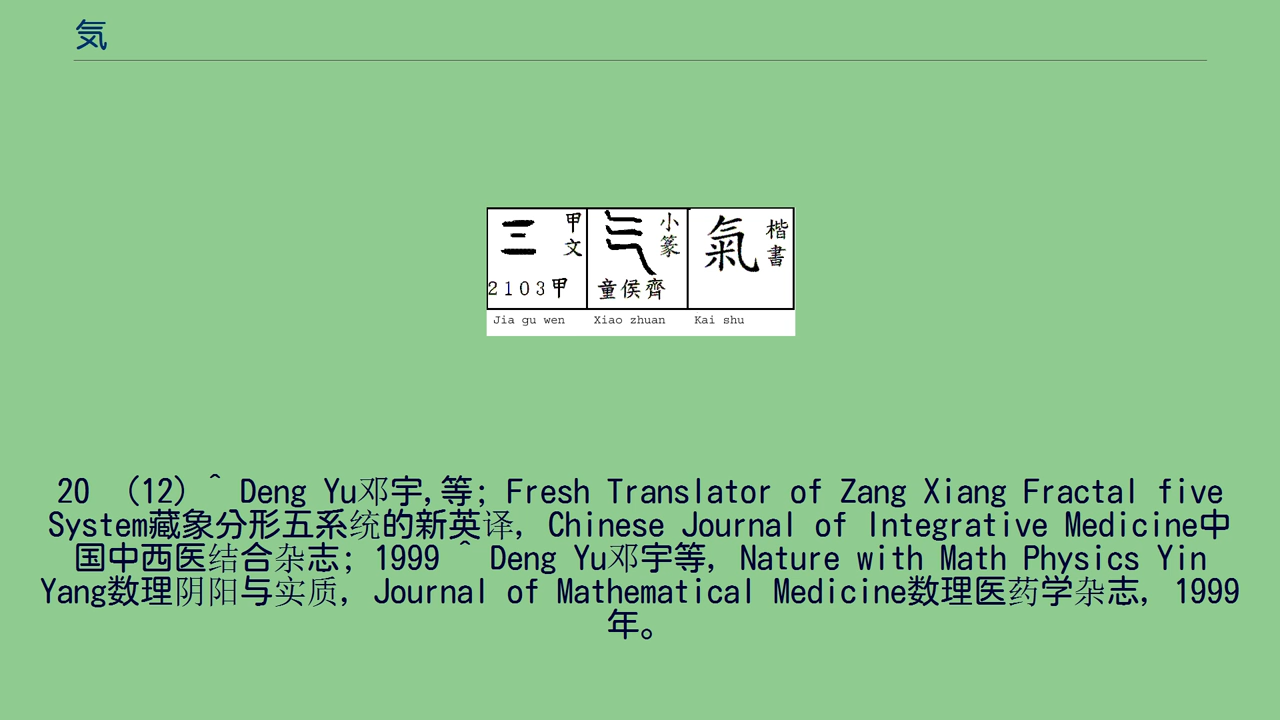 気
三 甲文
2103甲
气 小篆
童侯齊
氣 楷書
Jia gu wen Xiao zhuan Kai shu
20 (12) ^ Deng Yu邓宇,等; Fresh Translator of Zang Xiang Fractal five
System藏象分形五系统的新英译, Chinese Journal of Integrative Medicine中
国中西医结合杂志; 1999 ^ Deng Yu邓宇等, Nature with Math Physics Yin
Yang数理阴阳与实质, Journal of Mathematical Medicine数理医药学杂志, 1999
年。